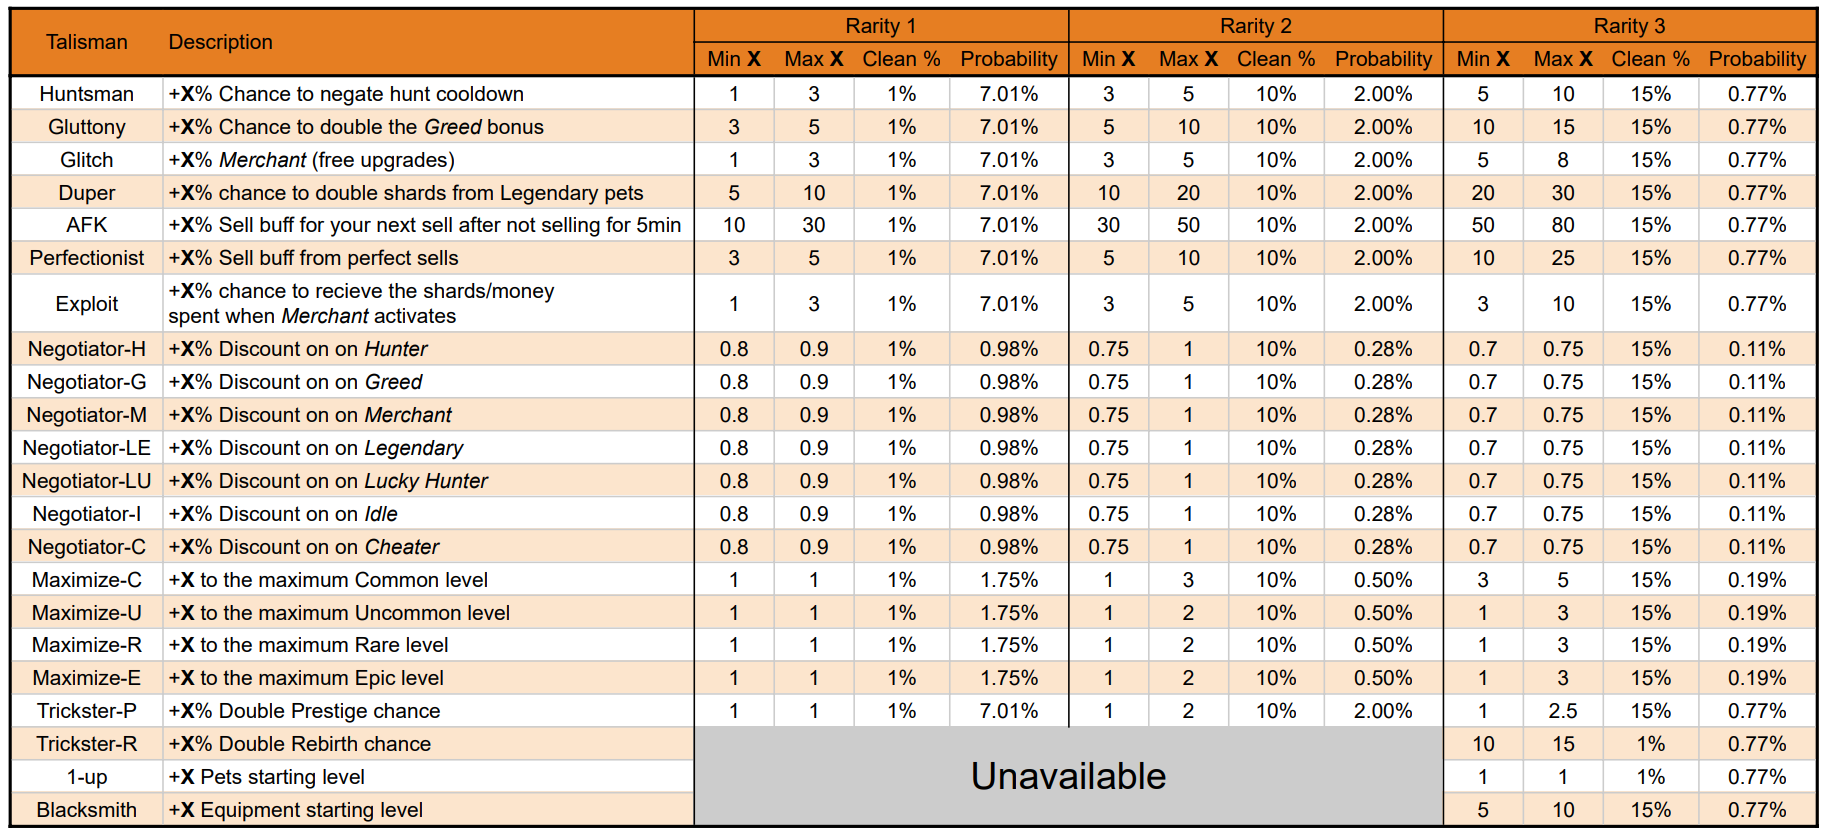 Talisman Description Rarity 1 Rarity 2 Rarity 3
Min X Max X Clean % Probability Min X Max X Clean % Probability Min X Max X Clean % Probability
Huntsman +X% Chance to negate hunt cooldown 1 3 1% 7.01% 3 5 10% 2.00% 5 10 15% 0.77%
Gluttony +X% Chance to double the Greed bonus 3 5 1% 7.01% 5 10 10% 2.00% 10 15 15% 0.77%
Glitch +X% Merchant (free upgrades) 1 3 1% 7.01% 3 5 10% 2.00% 5 8 15% 0.77%
Duper +X% chance to double shards from Legendary pets 5 10 1% 7.01% 10 20 10% 2.00% 20 30 15% 0.77%
AFK +X% Sell buff for your next sell after not selling for 5min 10 30 1% 7.01% 30 50 10% 2.00% 50 80 15% 0.77%
Perfectionist +X% Sell buff from perfect sells 3 5 1% 7.01% 5 10 10% 2.00% 10 25 15% 0.77%
Exploit +X% chance to recieve the shards/money
spent when Merchant activates 1 3 1% 7.01% 3 5 10% 2.00% 3 10 15% 0.77%
Negotiator-H +X% Discount on on Hunter 0.8 0.9 1% 0.98% 0.75 1 10% 0.28% 0.7 0.75 15% 0.11%
Negotiator-G +X% Discount on on Greed 0.8 0.9 1% 0.98% 0.75 1 10% 0.28% 0.7 0.75 15% 0.11%
Negotiator-M +X% Discount on on Merchant 0.8 0.9 1% 0.98% 0.75 1 10% 0.28% 0.7 0.75 15% 0.11%
Negotiator-LE +X% Discount on on Legendary 0.8 0.9 1% 0.98% 0.75 1 10% 0.28% 0.7 0.75 15% 0.11%
Negotiator-LU +X% Discount on on Lucky Hunter 0.8 0.9 1% 0.98% 0.75 1 10% 0.28% 0.7 0.75 15% 0.11%
Negotiator-I +X% Discount on on Idle 0.8 0.9 1% 0.98% 0.75 1 10% 0.28% 0.7 0.75 15% 0.11%
Negotiator-C +X% Discount on on Cheater 0.8 0.9 1% 0.98% 0.75 1 10% 0.28% 0.7 0.75 15% 0.11%
Maximize-C +X to the maximum Common level 1 1 1% 1.75% 1 3 10% 0.50% 3 5 15% 0.19%
Maximize-U +X to the maximum Uncommon level 1 1 1% 1.75% 1 2 10% 0.50% 1 3 15% 0.19%
Maximize-R +X to the maximum Rare level 1 1 1% 1.75% 1 2 10% 0.50% 1 3 15% 0.19%
Maximize-E +X to the maximum Epic level 1 1 1% 1.75% 1 2 10% 0.50% 1 3 15% 0.19%
Trickster-P +X% Double Prestige chance 1 1 1% 7.01% 1 2 10% 2.00% 1 2.5 15% 0.77%
Trickster-R +X% Double Rebirth chance 10 15 1% 0.77%
1-up +X Pets starting level Unavailable 1 1 1% 0.77%
Blacksmith +X Equipment starting level 5 10 15% 0.77%